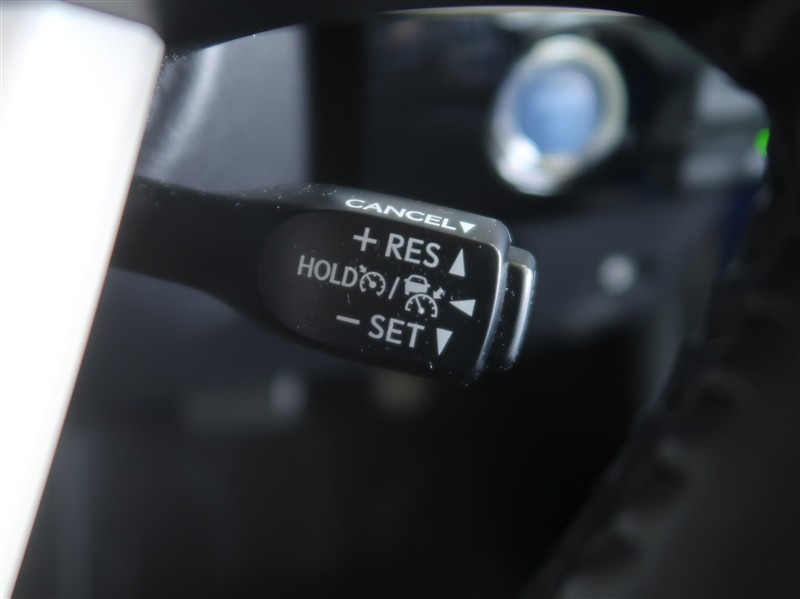 CANCEL▼
+ RES ▲
HOLD / ◀
− SET ▼